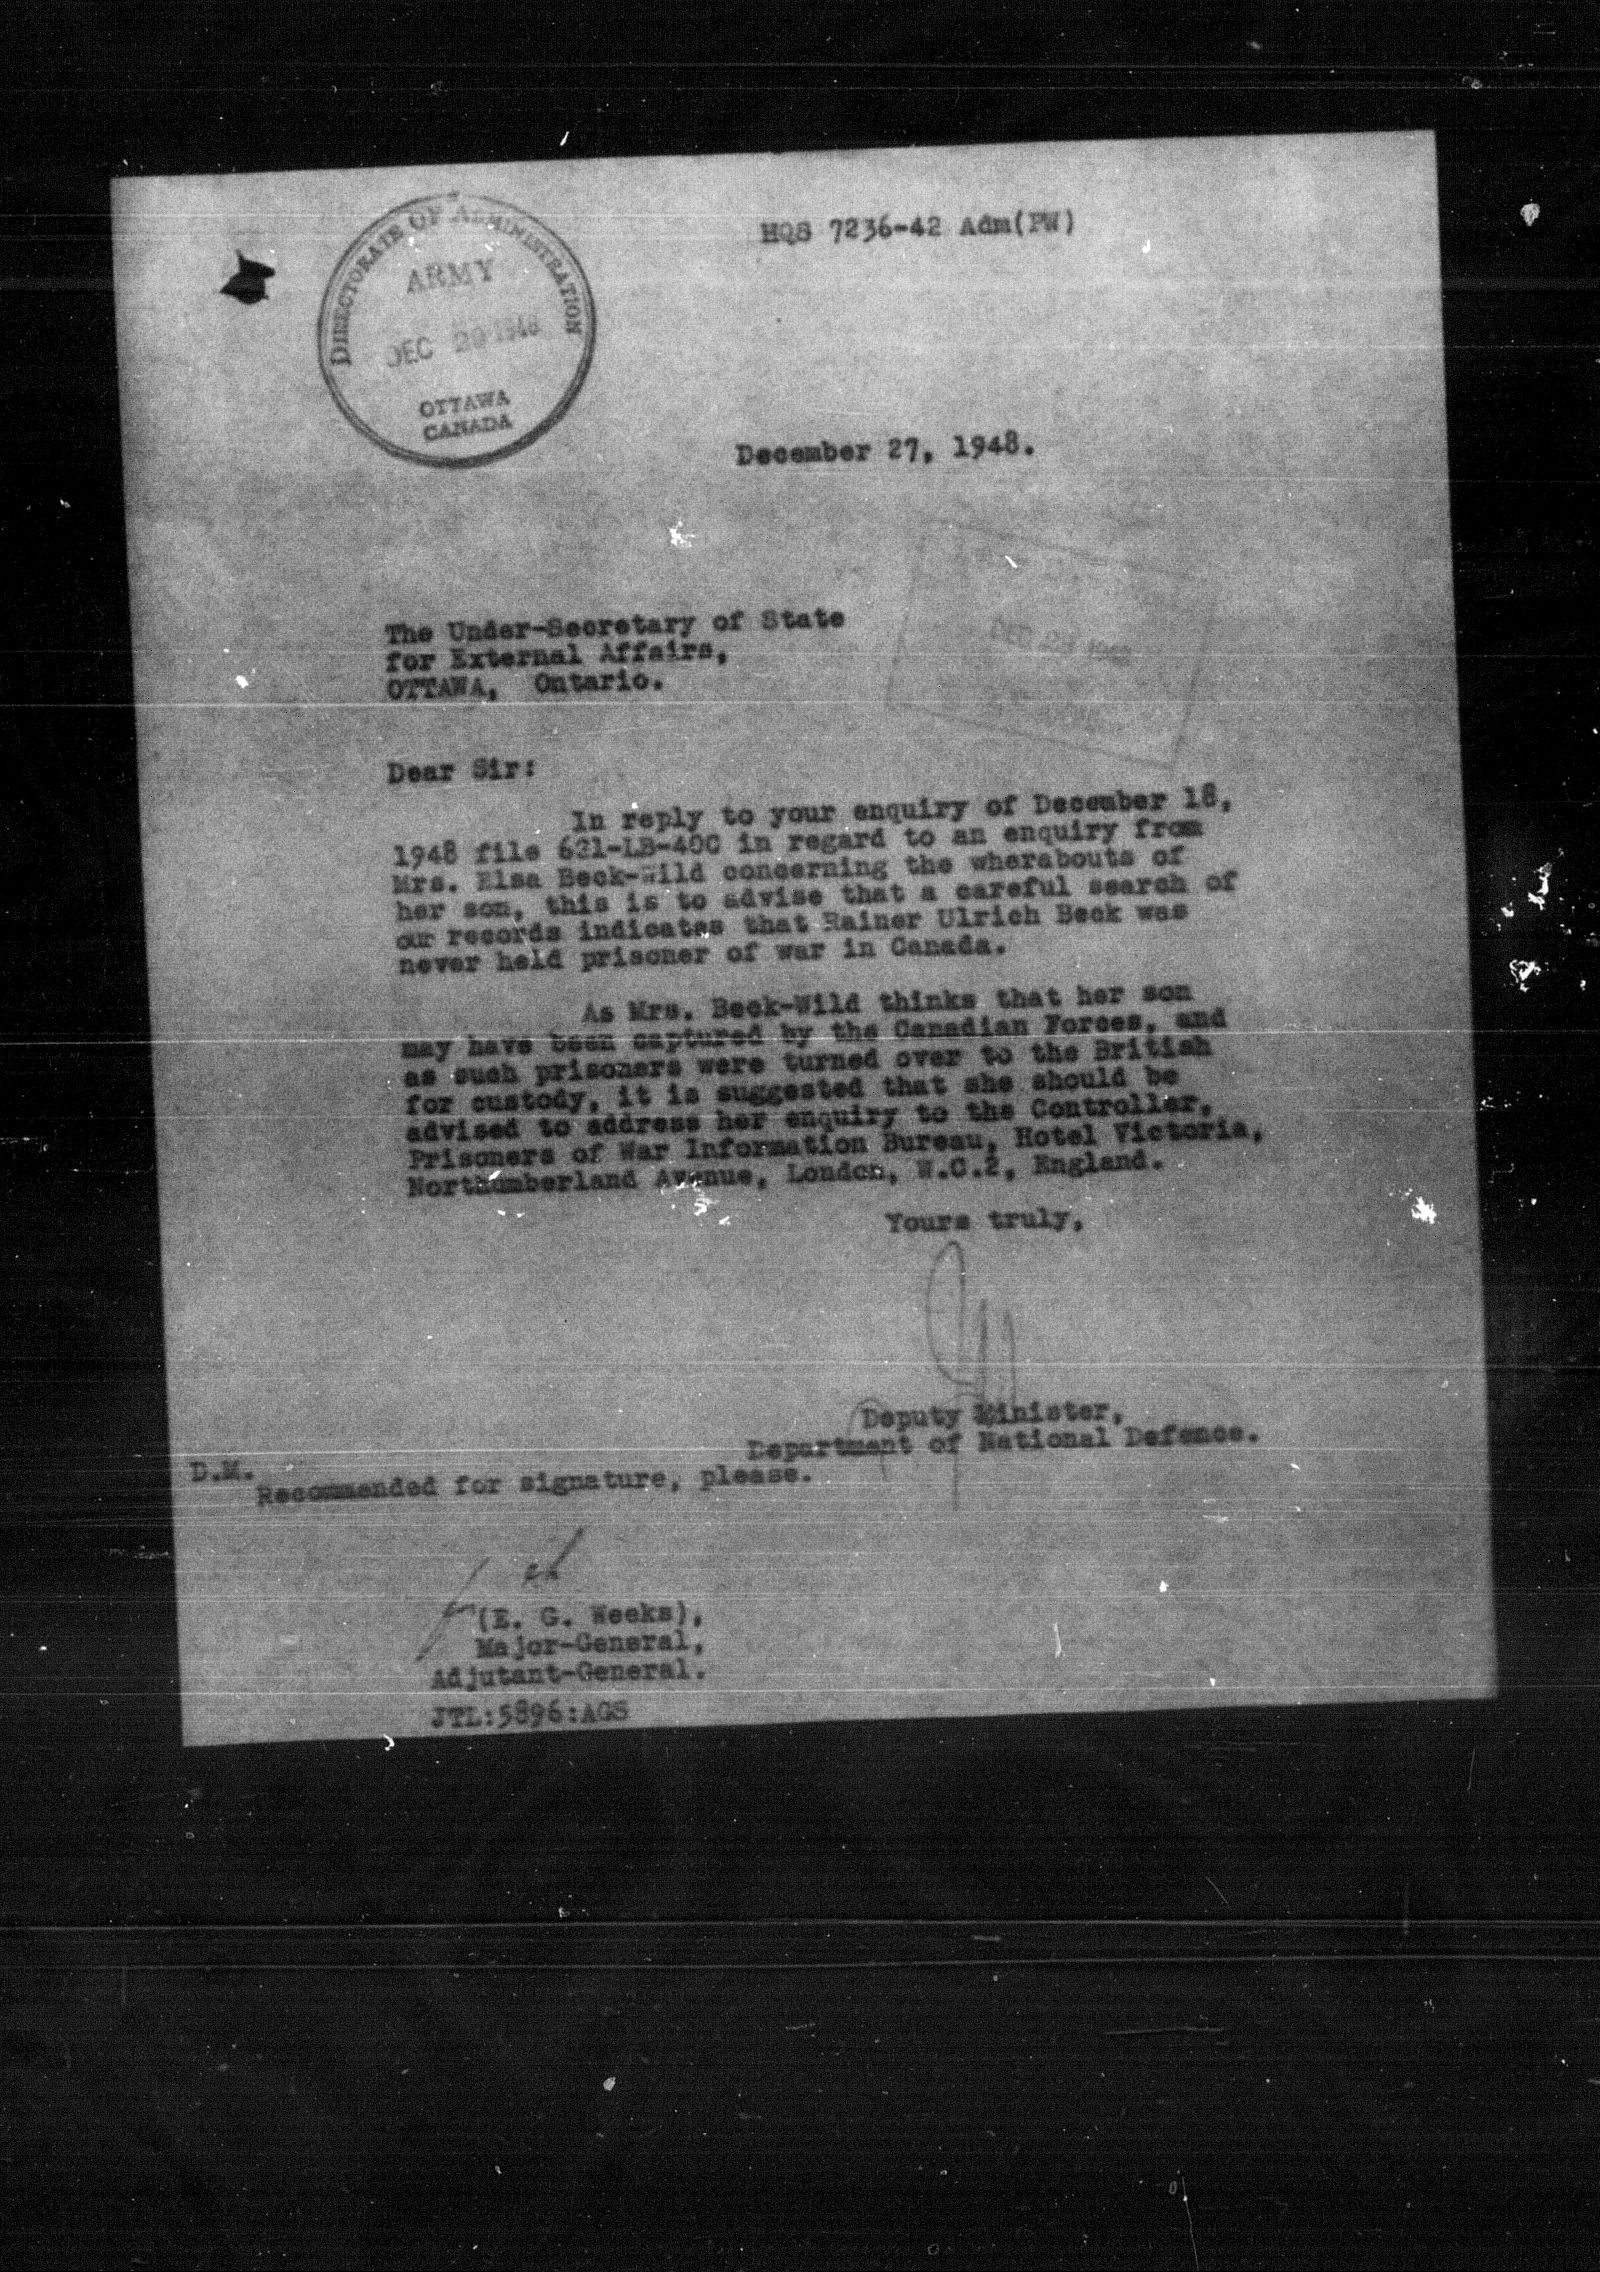 HQS 7236-42 Adm(PW)
DIRECTORATE OF ADMINISTRATION
ARMY
DEC 29 1948
OTTAWA
CANADA
December 27, 1948.
The Under-Secretary of State
for External Affairs,
OTTAWA, Ontario.
Dear Sir:
In reply to your enquiry of December 18,
1948 file 621-LB-40C in regard to an enquiry from
Mrs. Elsa Beck-Wild concerning the wherabouts of
her son, this is to advise that a careful search of
our records indicates that Rainer Ulrich Beck was
never held prisoner of war in Canada.
As Mrs. Beck-Wild thinks that her son
may have been captured by the Canadian Forces, and
as such prisoners were turned over to the British
for custody, it is suggested that she should be
advised to address her enquiry to the Controller,
Prisoners of War Information Bureau, Hotel Victoria,
Northumberland Avenue, London, W.C.2, England.
Yours truly,
Deputy Minister,
Department of National Defence.
D.M.
Recommended for signature, please.
(E. G. Weeks),
Major-General,
Adjutant-General.
JTL:5896:AGS